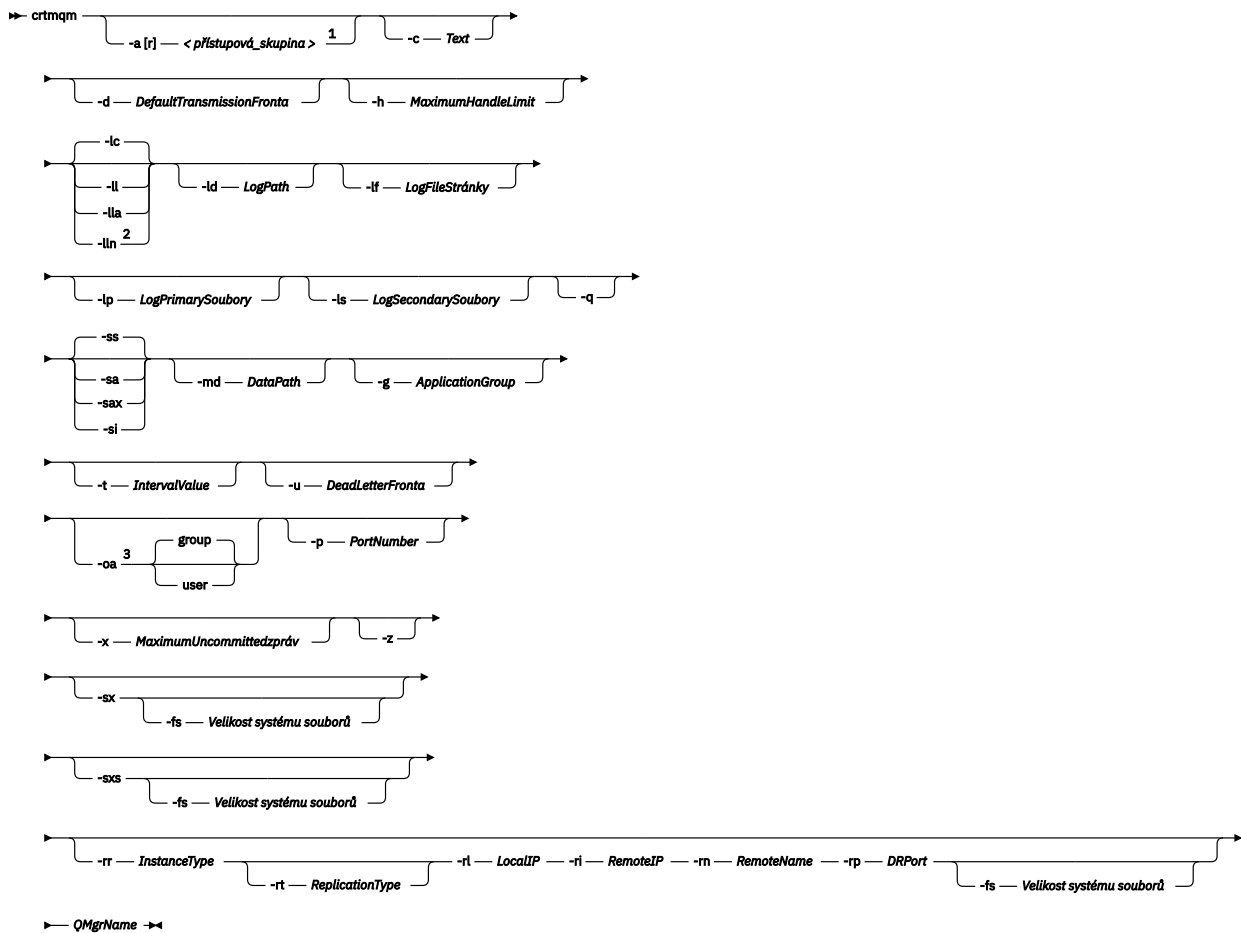 crtmqm -a [r] < přístupová_skupina > 1 -c Text
-d DefaultTransmissionFronta -h MaximumHandleLimit
-lc
-ll
-lla
-lln 2
-ld LogPath -lf LogFileStránky
-lp LogPrimarySoubory -ls LogSecondarySoubory -q
-ss
-sa
-sax
-si
-md DataPath -g ApplicationGroup
-t IntervalValue -u DeadLetterFronta
-oa 3
group
user
-p PortNumber
-x MaximumUncommittedzpráv -z
-sx
-fs Velikost systému souborů
-sxs
-fs Velikost systému souborů
-rr InstanceType
-rt ReplicationType
-rl LocalIP -ri RemoteIP -rn RemoteName -rp DRPort
-fs Velikost systému souborů
QMgrName